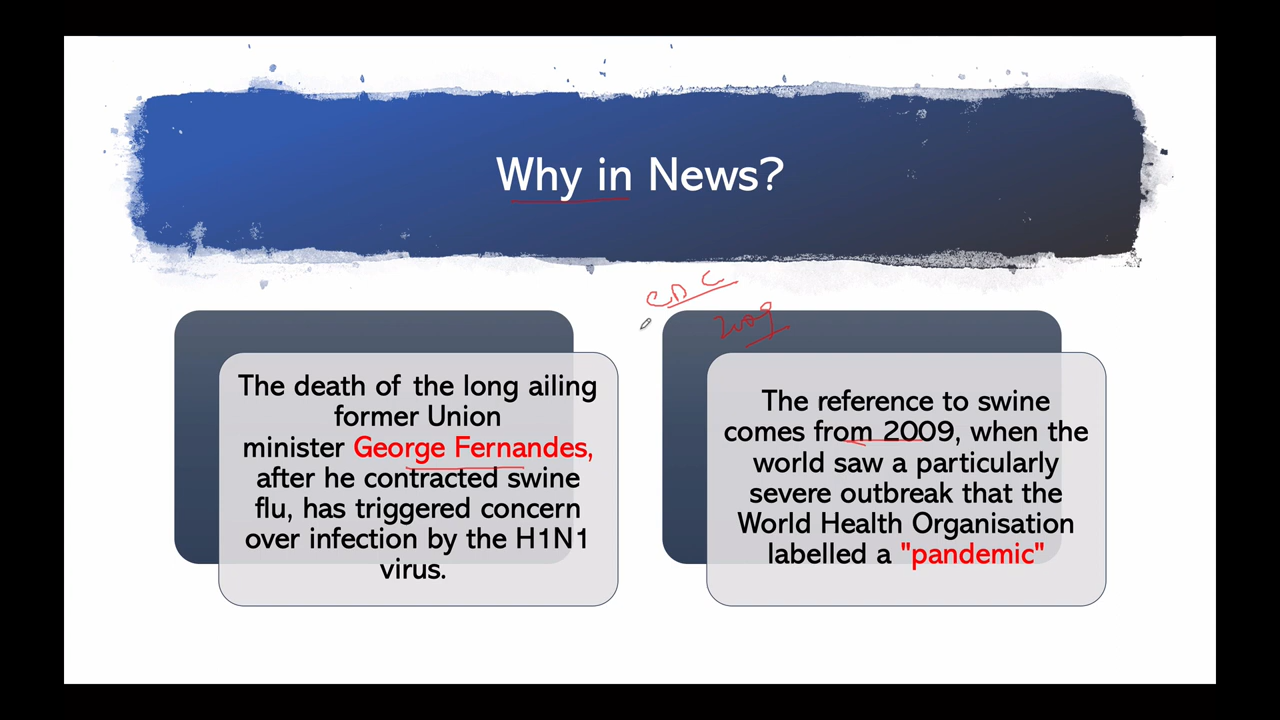 Why in News?
CDC
2009
The death of the long ailing
former Union
minister George Fernandes,
after he contracted swine
flu, has triggered concern
over infection by the H1N1
virus.
The reference to swine
comes from 2009, when the
world saw a particularly
severe outbreak that the
World Health Organisation
labelled a "pandemic"